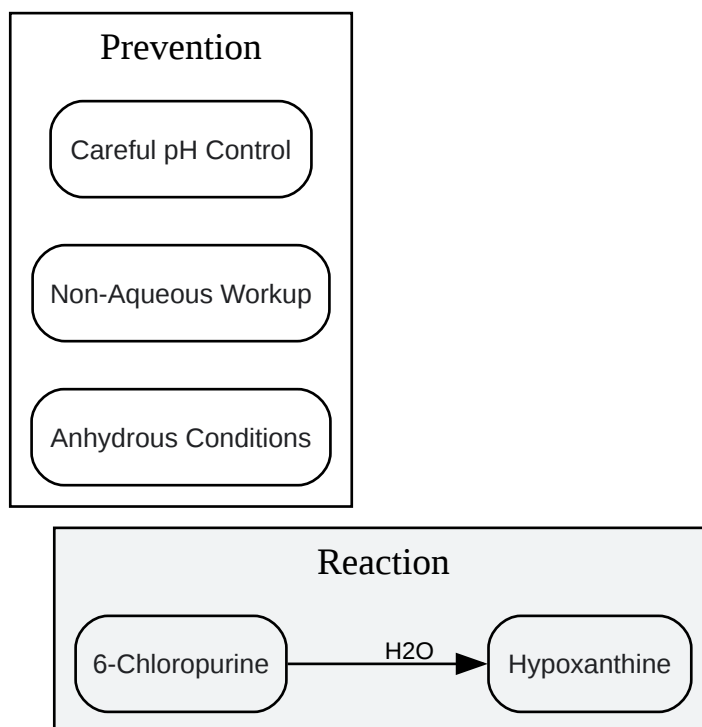 Prevention
Careful pH Control
Non-Aqueous Workup
Anhydrous Conditions
Reaction
6-Chloropurine
H2O
Hypoxanthine